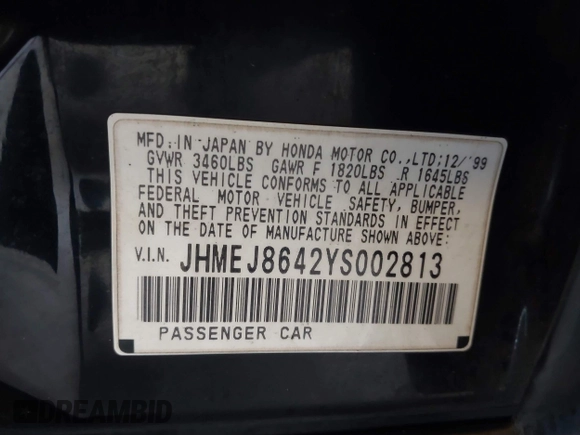 MFD. IN JAPAN BY HONDA MOTOR CO., LTD; 12/'99
GVWR 3460LBS GAWR F 1820LBS R 1645LBS
THIS VEHICLE CONFORMS TO ALL APPLICABLE
FEDERAL MOTOR VEHICLE SAFETY, BUMPER,
AND THEFT PREVENTION STANDARDS IN EFFECT
ON THE DATE OF MANUFACTURE SHOWN ABOVE:
V.I.N. JHMEJ8642YS002813
PASSENGER CAR
DREAMBID